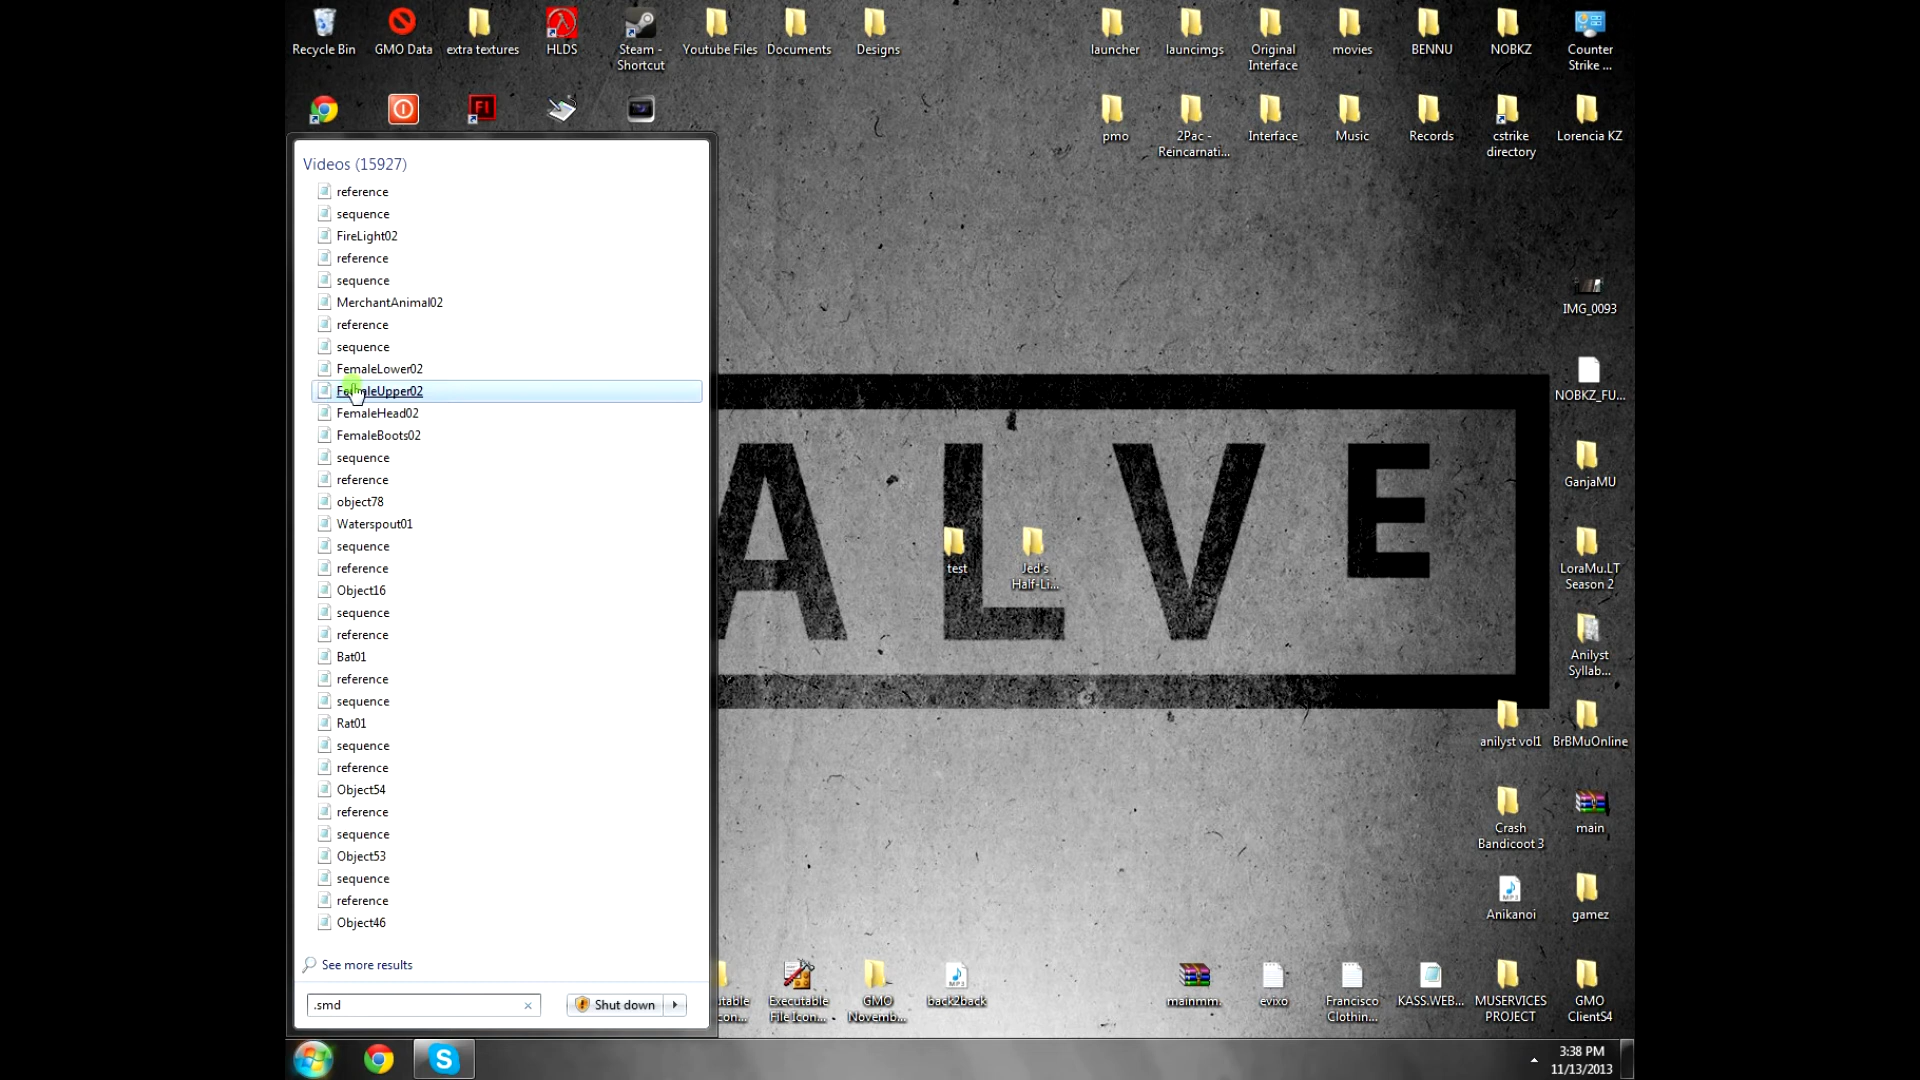 Recycle Bin
GMO Data
extra textures
HLDS
Steam -
Shortcut
Youtube Files
Documents
Designs
launcher
launcimgs
Original
Interface
movies
BENNU
NOBKZ
Counter
Strike ...
pmo
2Pac -
Reincarnati...
Interface
Music
Records
cstrike
directory
Lorencia KZ
Videos (15927)
reference
sequence
FireLight02
reference
sequence
MerchantAnimal02
reference
sequence
FemaleLower02
FemaleUpper02
FemaleHead02
FemaleBoots02
sequence
reference
object78
Waterspout01
sequence
reference
Object16
sequence
reference
Bat01
reference
sequence
Rat01
sequence
reference
Object54
reference
sequence
Object53
sequence
reference
Object46
See more results
.smd
Shut down
ALVE
IMG_0093
NOBKZ_FU...
GanjaMU
test
Jed's
Half-Li...
LoraMu.LT
Season 2
Anilyst
Syllab...
anilyst vol1
BrBMuOnline
Crash
Bandicoot 3
main
Anikanoi
gamez
utable
con...
Executable
File Icon...
GMO
Novemb...
back2back
mainmm.
evixo
Francisco
Clothin...
KASS.WEB...
MUSERVICES
PROJECT
GMO
ClientS4
3:38 PM
11/13/2013